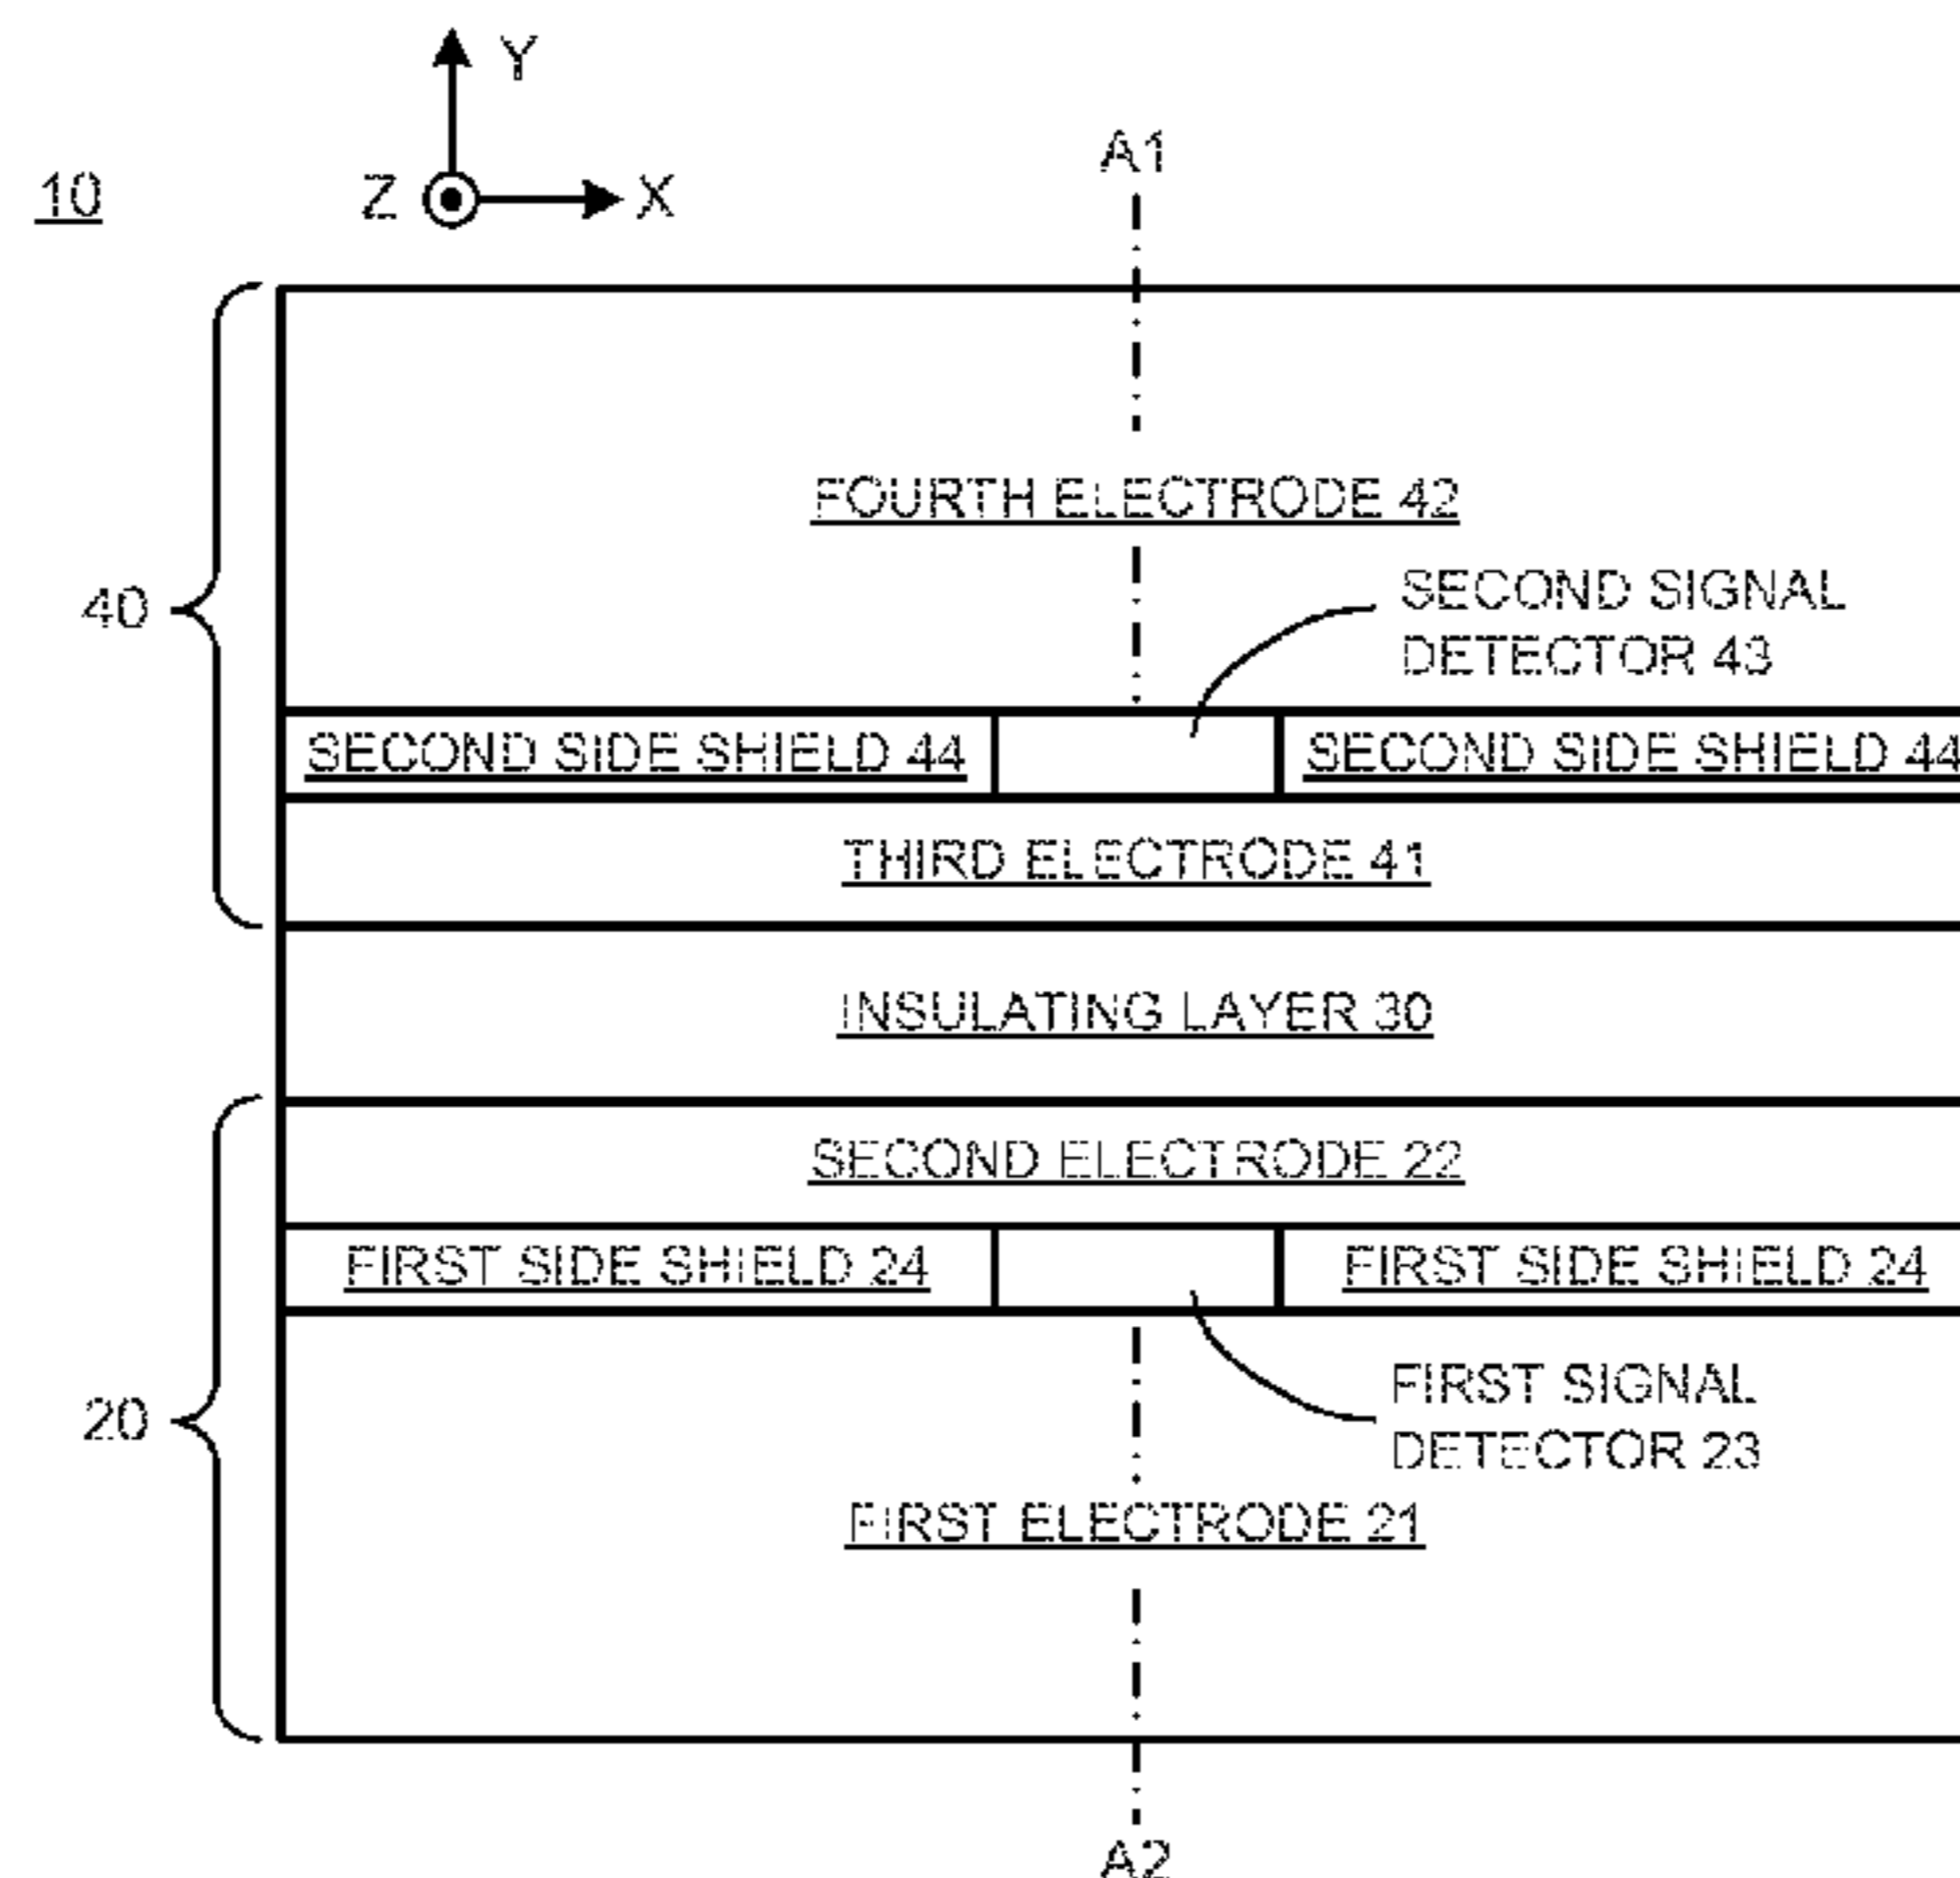 Y
A1
10
Z
X
FOURTH ELECTRODE 42
SECOND SIGNAL
DETECTOR 43
40
SECOND SIDE SHIELD 44
SECOND SIDE SHIELD 44
THIRD ELECTRODE 41
INSULATING LAYER 30
SECOND ELECTRODE 22
FIRST SIDE SHIELD 24
FIRST SIDE SHIELD 24
FIRST SIGNAL
DETECTOR 23
20
FIRST ELECTRODE 21
A2